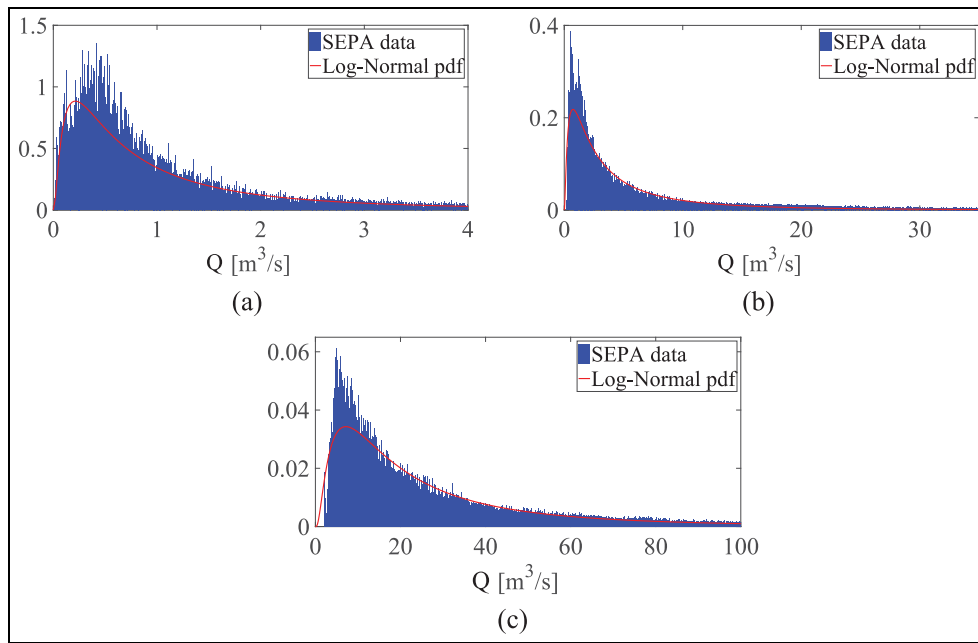 1.5
1
0.5
0
0 1 2 3 4
Q [m³/s]
SEPA data
Log-Normal pdf
(a)
0.4
0.2
0
0 10 20 30
Q [m³/s]
SEPA data
Log-Normal pdf
(b)
0.06
0.04
0.02
0
0 20 40 60 80 100
Q [m³/s]
SEPA data
Log-Normal pdf
(c)